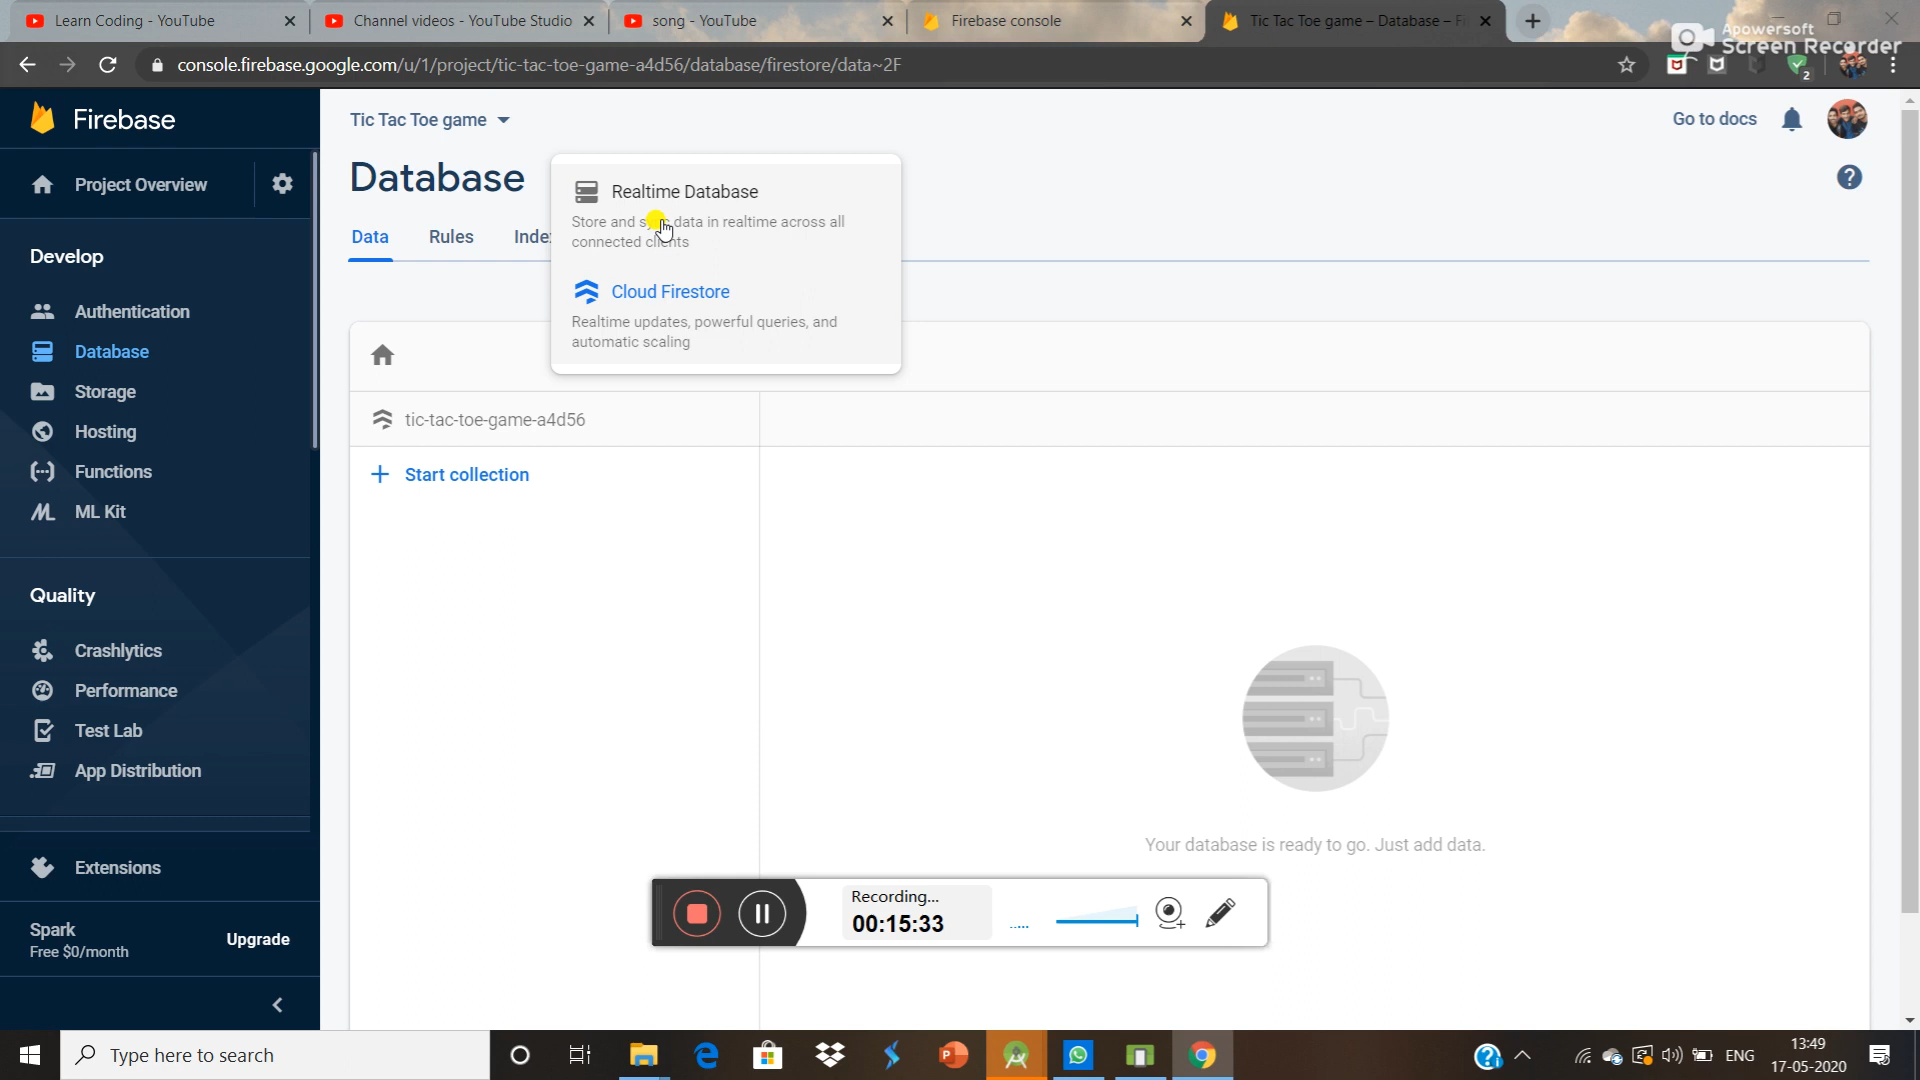 Learn Coding - YouTube
Channel videos - YouTube Studio
song - YouTube
Firebase console
Tic Tac Toe game – Database – Fi
Apowersoft
Screen Recorder
console.firebase.google.com/u/1/project/tic-tac-toe-game-a4d56/database/firestore/data~2F
2
Firebase
Tic Tac Toe game
Go to docs
Project Overview
Database
Realtime Database
Store and sync data in realtime across all
connected clients
Data
Rules
Index
Cloud Firestore
Realtime updates, powerful queries, and
automatic scaling
Develop
Authentication
Database
Storage
Hosting
Functions
ML Kit
tic-tac-toe-game-a4d56
Start collection
Quality
Crashlytics
Performance
Test Lab
App Distribution
Your database is ready to go. Just add data.
Extensions
Recording...
00:15:33
Spark
Free $0/month
Upgrade
Type here to search
ENG
13:49
17-05-2020